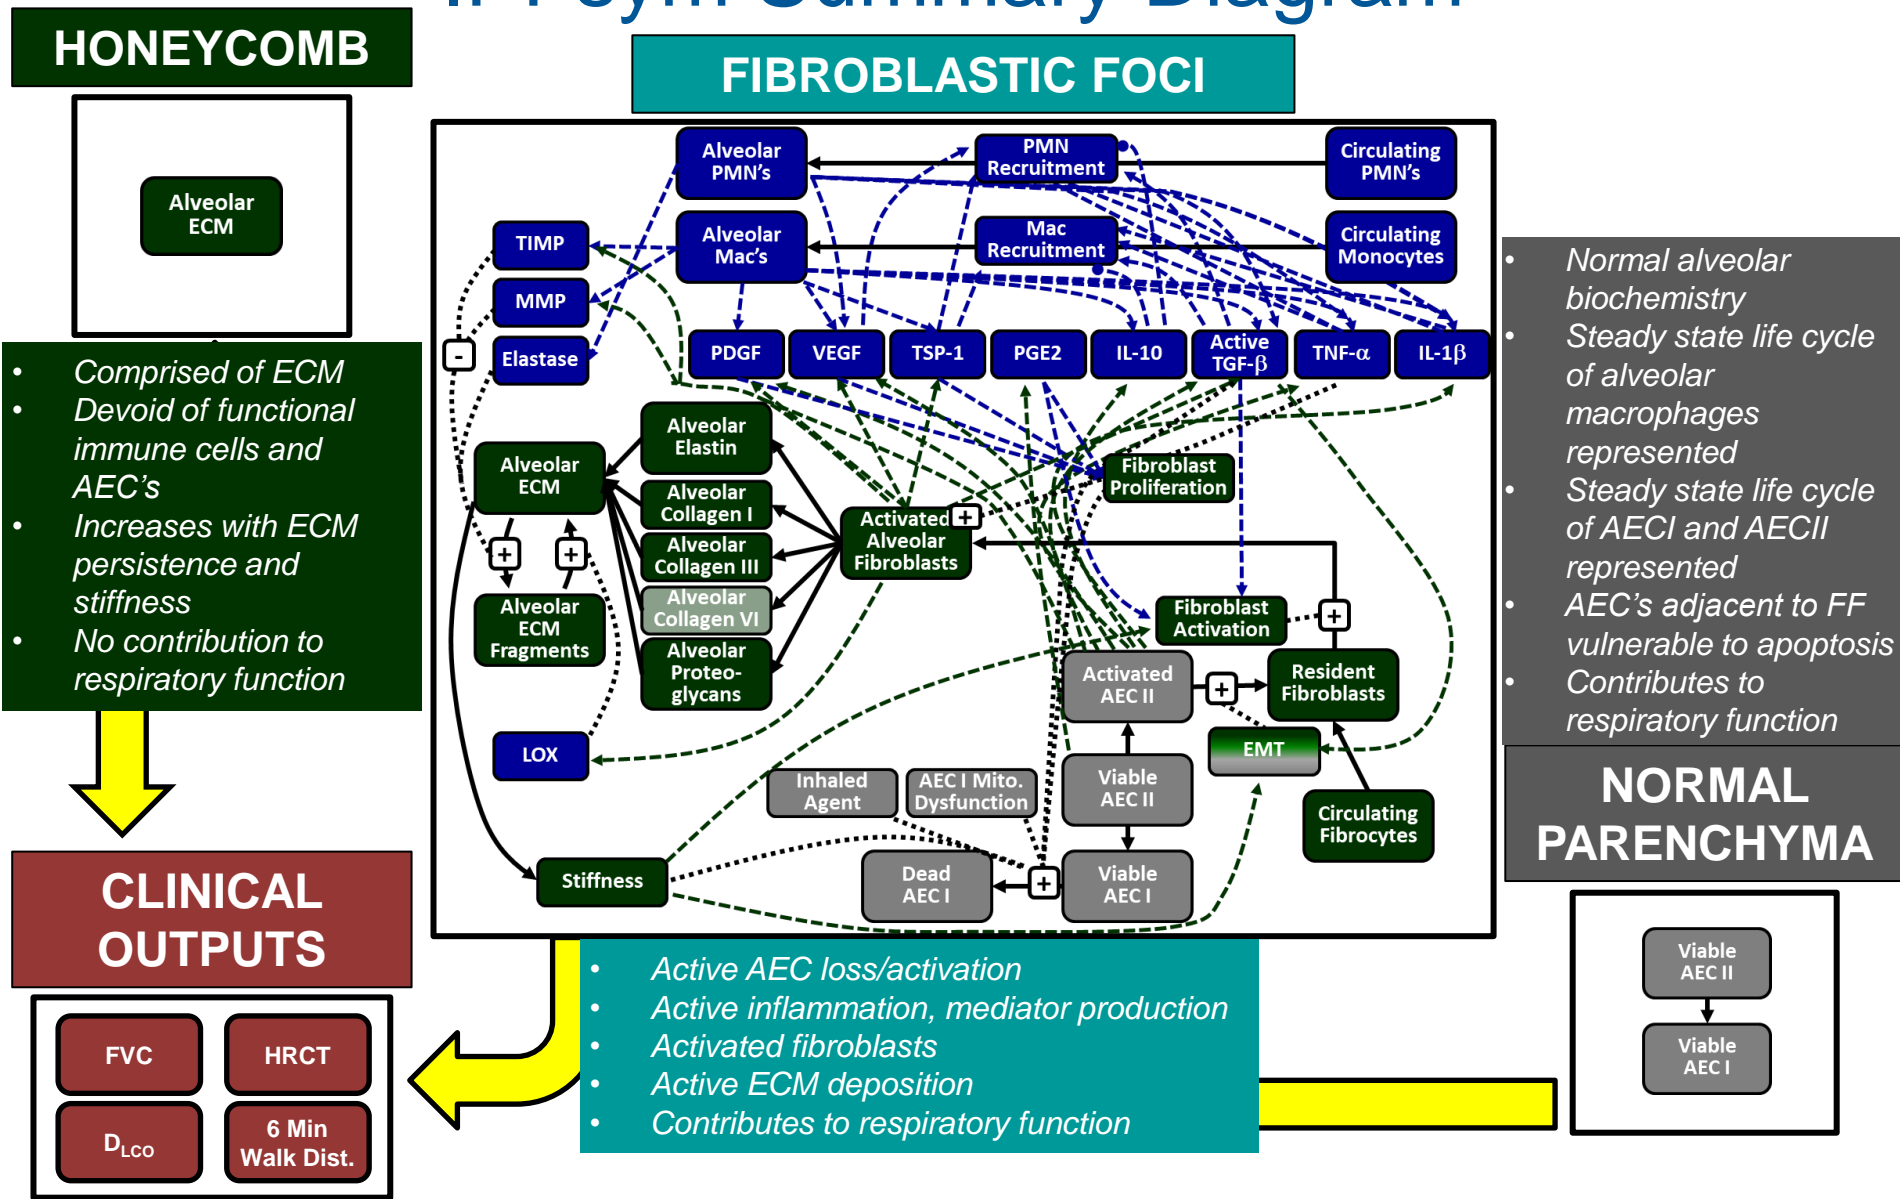 Summary Diagram
HONEYCOMB
Alveolar
ECM
• Comprised of ECM
• Devoid of functional
immune cells and
AEC's
• Increases with ECM
persistence and
stiffness
• No contribution to
respiratory function
CLINICAL
OUTPUTS
FVC
HRCT
DLCO
6 Min
Walk Dist.
FIBROBLASTIC FOCI
Alveolar
PMN's
PMN
Recruitment
Circulating
PMN's
TIMP
Alveolar
Mac's
Mac
Recruitment
Circulating
Monocytes
MMP
-
Elastase
PDGF
VEGF
TSP-1
PGE2
IL-10
Active
TGF-β
TNF-α
IL-1β
Alveolar
Elastin
Alveolar
ECM
Fibroblast
Proliferation
Alveolar
Collagen I
Activated
Alveolar
Fibroblasts
+
Alveolar
Collagen III
+
+
Alveolar
Collagen VI
Alveolar
ECM
Fragments
Fibroblast
Activation
+
Alveolar
Proteo-
glycans
Activated
AEC II
+
Resident
Fibroblasts
LOX
EMT
Inhaled
Agent
AEC I Mito.
Dysfunction
Viable
AEC II
Circulating
Fibrocytes
Stiffness
Dead
AEC I
+
Viable
AEC I
• Active AEC loss/activation
• Active inflammation, mediator production
• Activated fibroblasts
• Active ECM deposition
• Contributes to respiratory function
• Normal alveolar
biochemistry
• Steady state life cycle
of alveolar
macrophages
represented
• Steady state life cycle
of AECI and AECII
represented
• AEC's adjacent to FF
vulnerable to apoptosis
• Contributes to
respiratory function
NORMAL
PARENCHYMA
Viable
AEC II
Viable
AEC I